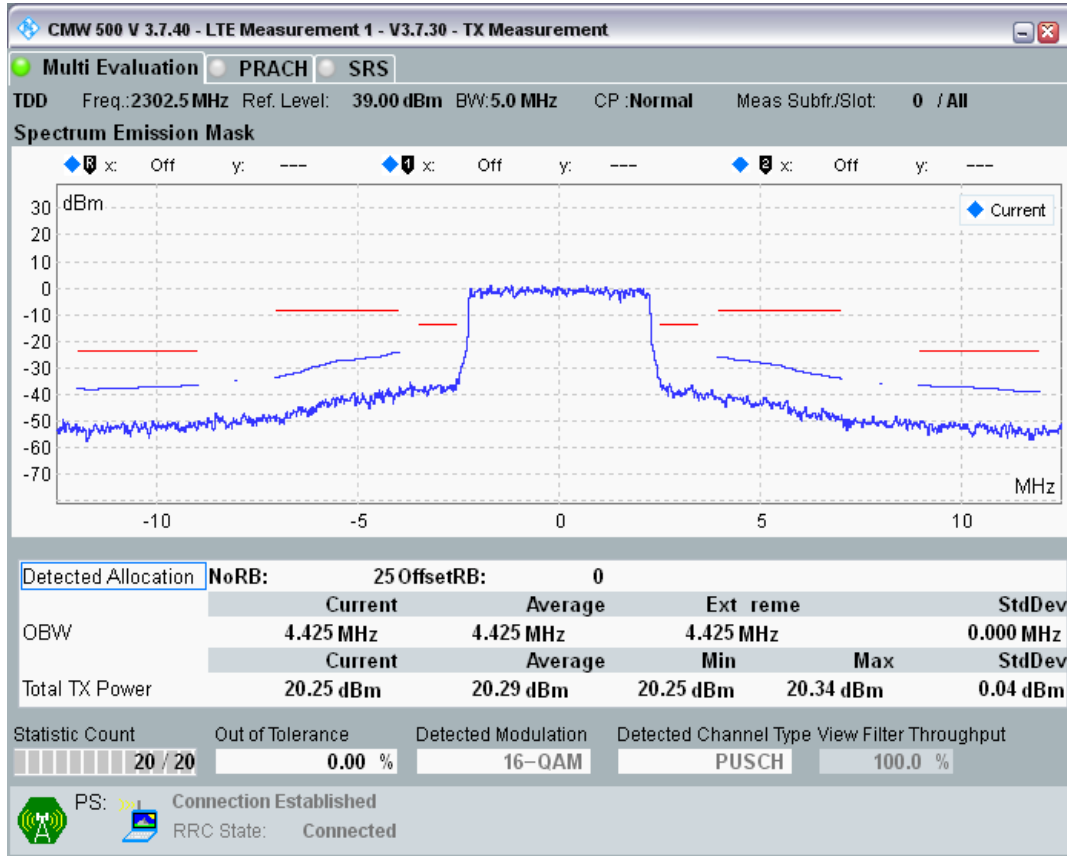 CMW 500 V 3.7.40 - LTE Measurement 1 - V3.7.30 - TX Measurement
Multi Evaluation PRACH SRS
TDD Freq.:2302.5 MHz Ref. Level: 39.00 dBm BW:5.0 MHz CP :Normal Meas Subfr./Slot: 0 / All
Spectrum Emission Mask
R x: Off y: --- 1 x: Off y: --- 2 x: Off y: ---
dBm
Current
30
20
10
0
-10
-20
-30
-40
-50
-60
-70
MHz
-10 -5 0 5 10
Detected Allocation NoRB: 25 OffsetRB: 0
Current Average Ext reme StdDev
OBW 4.425 MHz 4.425 MHz 4.425 MHz 0.000 MHz
Current Average Min Max StdDev
Total TX Power 20.25 dBm 20.29 dBm 20.25 dBm 20.34 dBm 0.04 dBm
Statistic Count Out of Tolerance Detected Modulation Detected Channel Type View Filter Throughput
20 / 20 0.00 % 16-QAM PUSCH 100.0 %
PS: Connection Established
RRC State: Connected